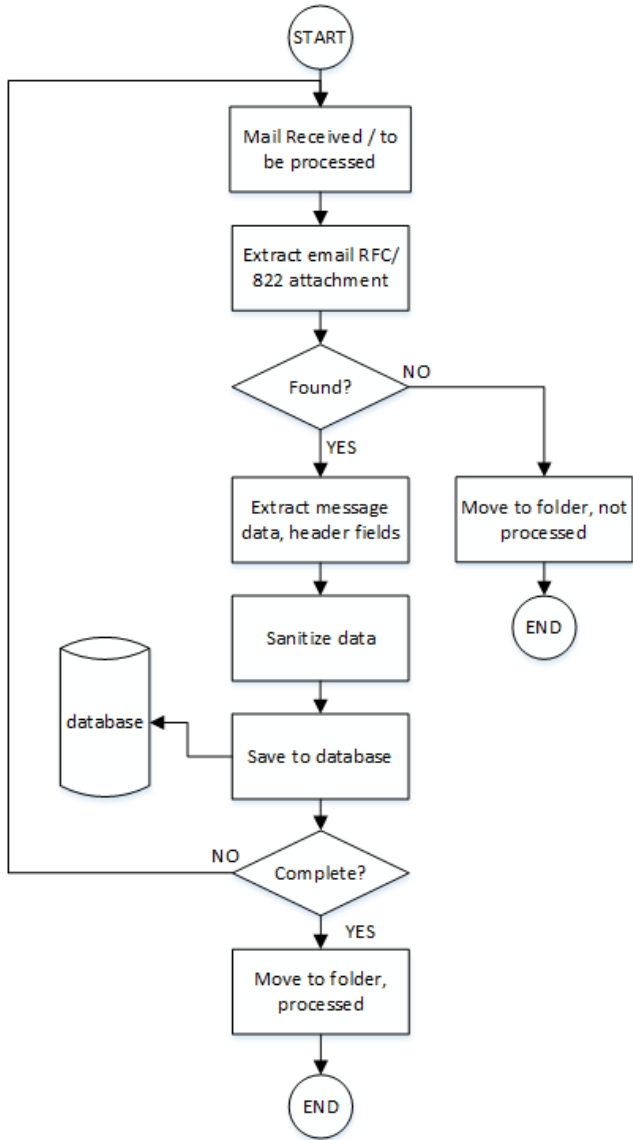 START
Mail Received / to
be processed
Extract email RFC/
822 attachment
Found?
NO
YES
Extract message
data, header fields
Move to folder, not
processed
Sanitize data
END
database
Save to database
NO
Complete?
YES
Move to folder,
processed
END